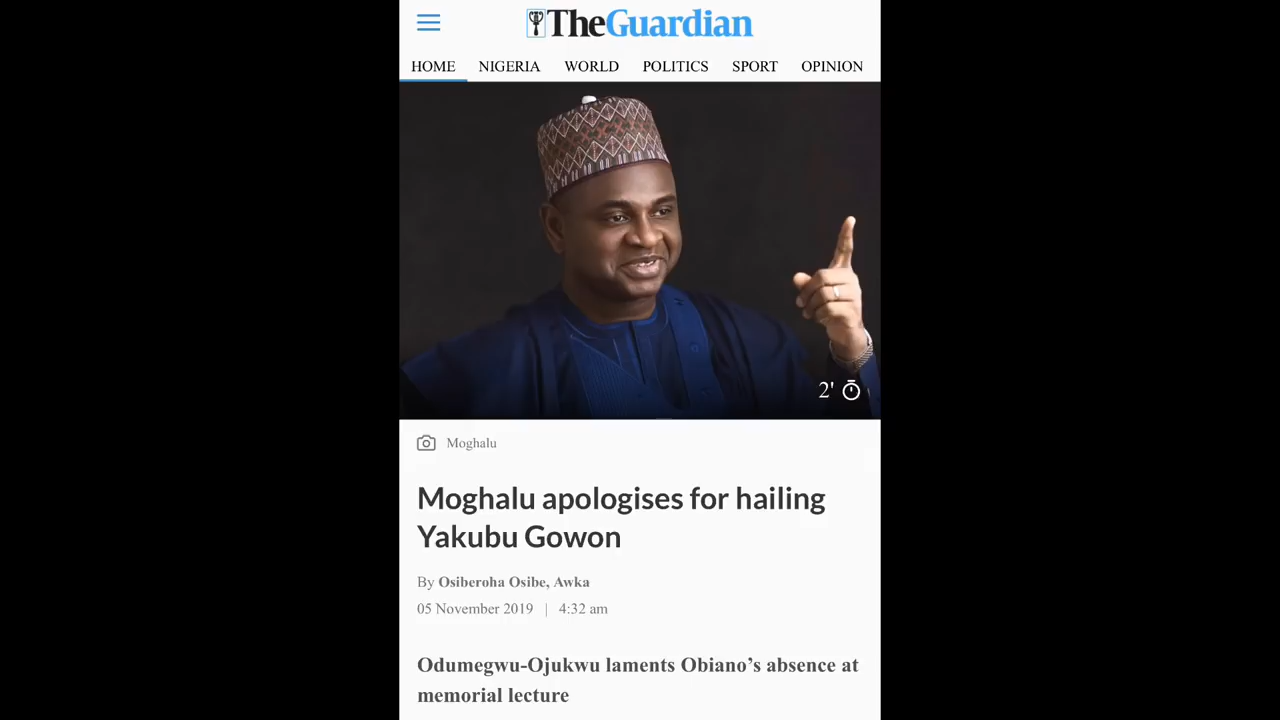 TheGuardian
HOME NIGERIA WORLD POLITICS SPORT OPINION
2'
Moghalu
Moghalu apologises for hailing
Yakubu Gowon
By Osiberoha Osibe, Awka
05 November 2019 | 4:32 am
Odumegwu-Ojukwu laments Obiano’s absence at
memorial lecture